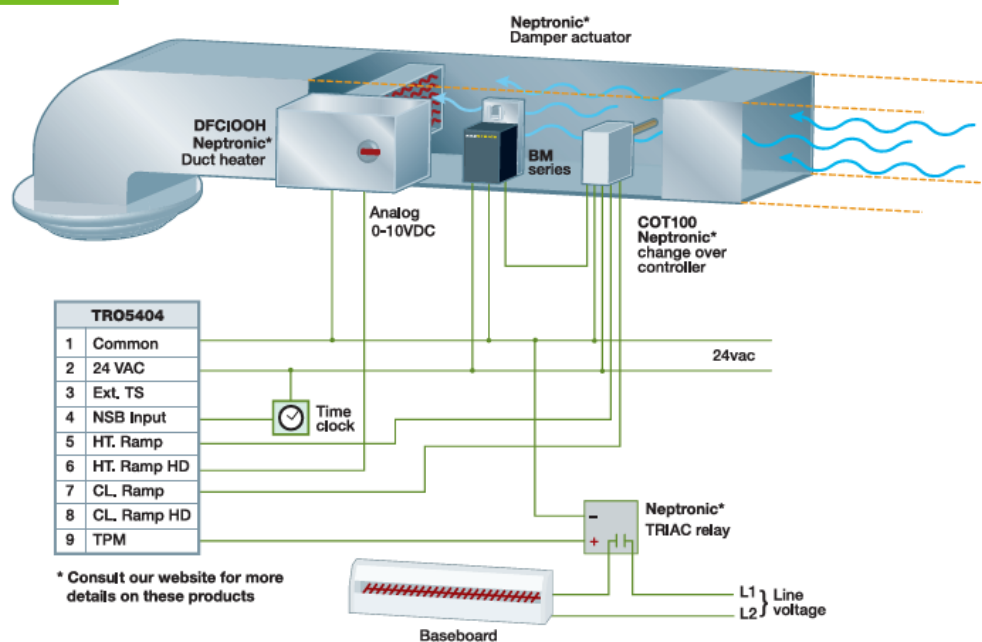 Neptronic*
Damper actuator
DFC1OOH
Neptronic*
Duct heater
BM
series
Analog
0-10VDC
COT100
Neptronic*
change over
controller
TRO5404
1 Common
2 24 VAC
3 Ext. TS
4 NSB Input
5 HT. Ramp
6 HT. Ramp HD
7 CL. Ramp
8 CL. Ramp HD
9 TPM
24vac
Time
clock
Neptronic*
TRIAC relay
-
+
* Consult our website for more
details on these products
L1
L2
} Line
voltage
Baseboard